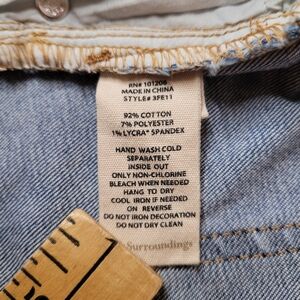 RN# 101206
MADE IN CHINA
STYLE# 3FE11
92% COTTON
7% POLYESTER
1% LYCRA® SPANDEX
HAND WASH COLD
SEPARATELY
INSIDE OUT
ONLY NON-CHLORINE
BLEACH WHEN NEEDED
HANG TO DRY
COOL IRON IF NEEDED
ON REVERSE
DO NOT IRON DECORATION
DO NOT DRY CLEAN
Surroundings
1